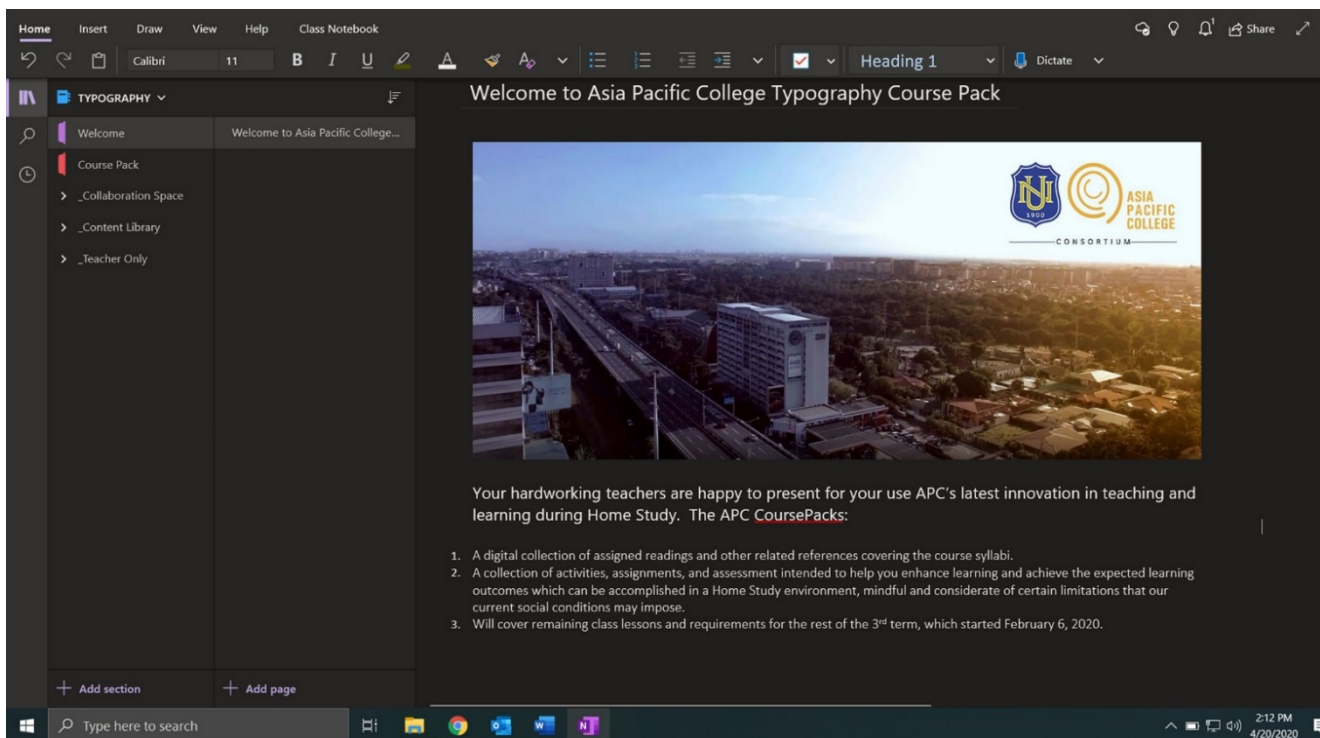 Home Insert Draw View Help Class Notebook
1 Share
Calibri 11 B I U A A Heading 1 Dictate
TYPOGRAPHY
Welcome to Asia Pacific College Typography Course Pack
Welcome
Welcome to Asia Pacific College...
Course Pack
_Collaboration Space
_Content Library
_Teacher Only
NU
1900
ASIA
PACIFIC
COLLEGE
CONSORTIUM
Your hardworking teachers are happy to present for your use APC's latest innovation in teaching and
learning during Home Study. The APC CoursePacks:
1. A digital collection of assigned readings and other related references covering the course syllabi.
2. A collection of activities, assignments, and assessment intended to help you enhance learning and achieve the expected learning
outcomes which can be accomplished in a Home Study environment, mindful and considerate of certain limitations that our
current social conditions may impose.
3. Will cover remaining class lessons and requirements for the rest of the 3rd term, which started February 6, 2020.
Add section
Add page
Type here to search
2:12 PM
4/20/2020